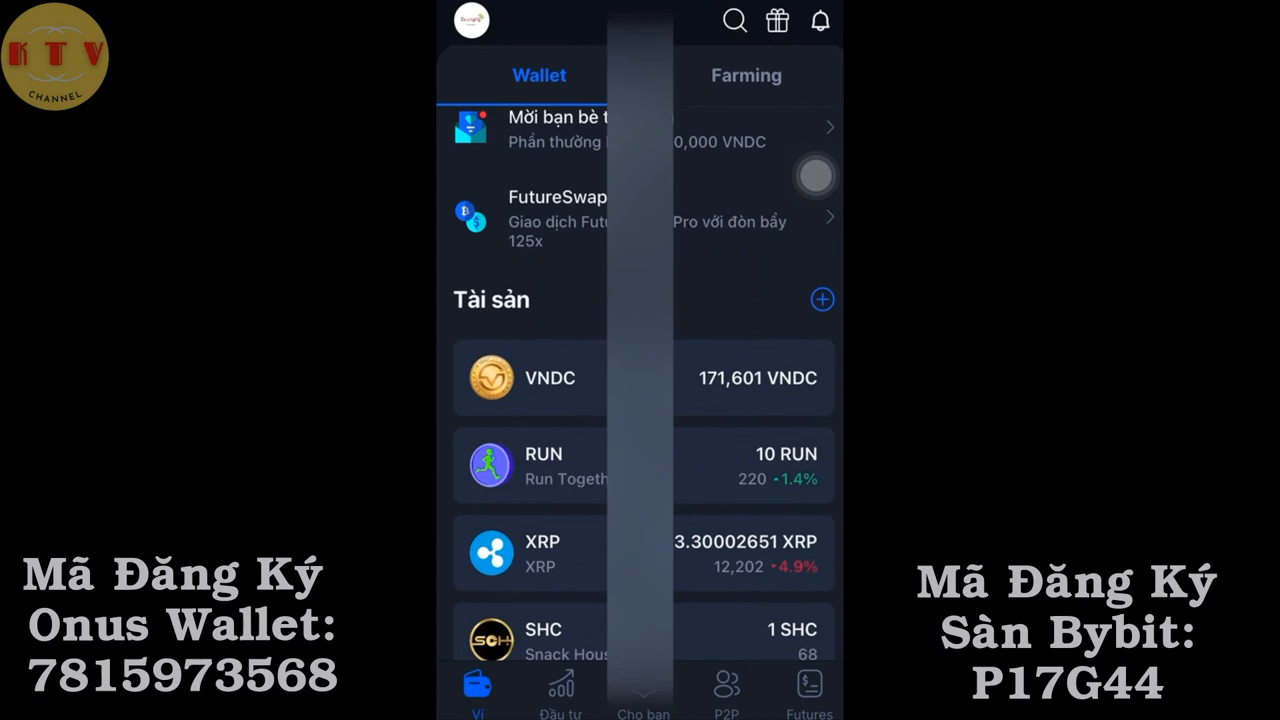 K T V
CHANNEL
Wallet
Farming
Mời bạn bè t
Phần thưởng
0,000 VNDC
FutureSwap
Giao dịch Futu
Pro với đòn bẩy
125x
Tài sản
VNDC
171,601 VNDC
RUN
10 RUN
Run Togeth
220 1.4%
XRP
3.30002651 XRP
XRP
12,202 4.9%
SHC
1 SHC
Snack Hous
68
Ví
Đầu tư
Cho bạn
P2P
Futures
Mã Đăng Ký
Onus Wallet:
7815973568
Mã Đăng Ký
Sàn Bybit:
P17G44